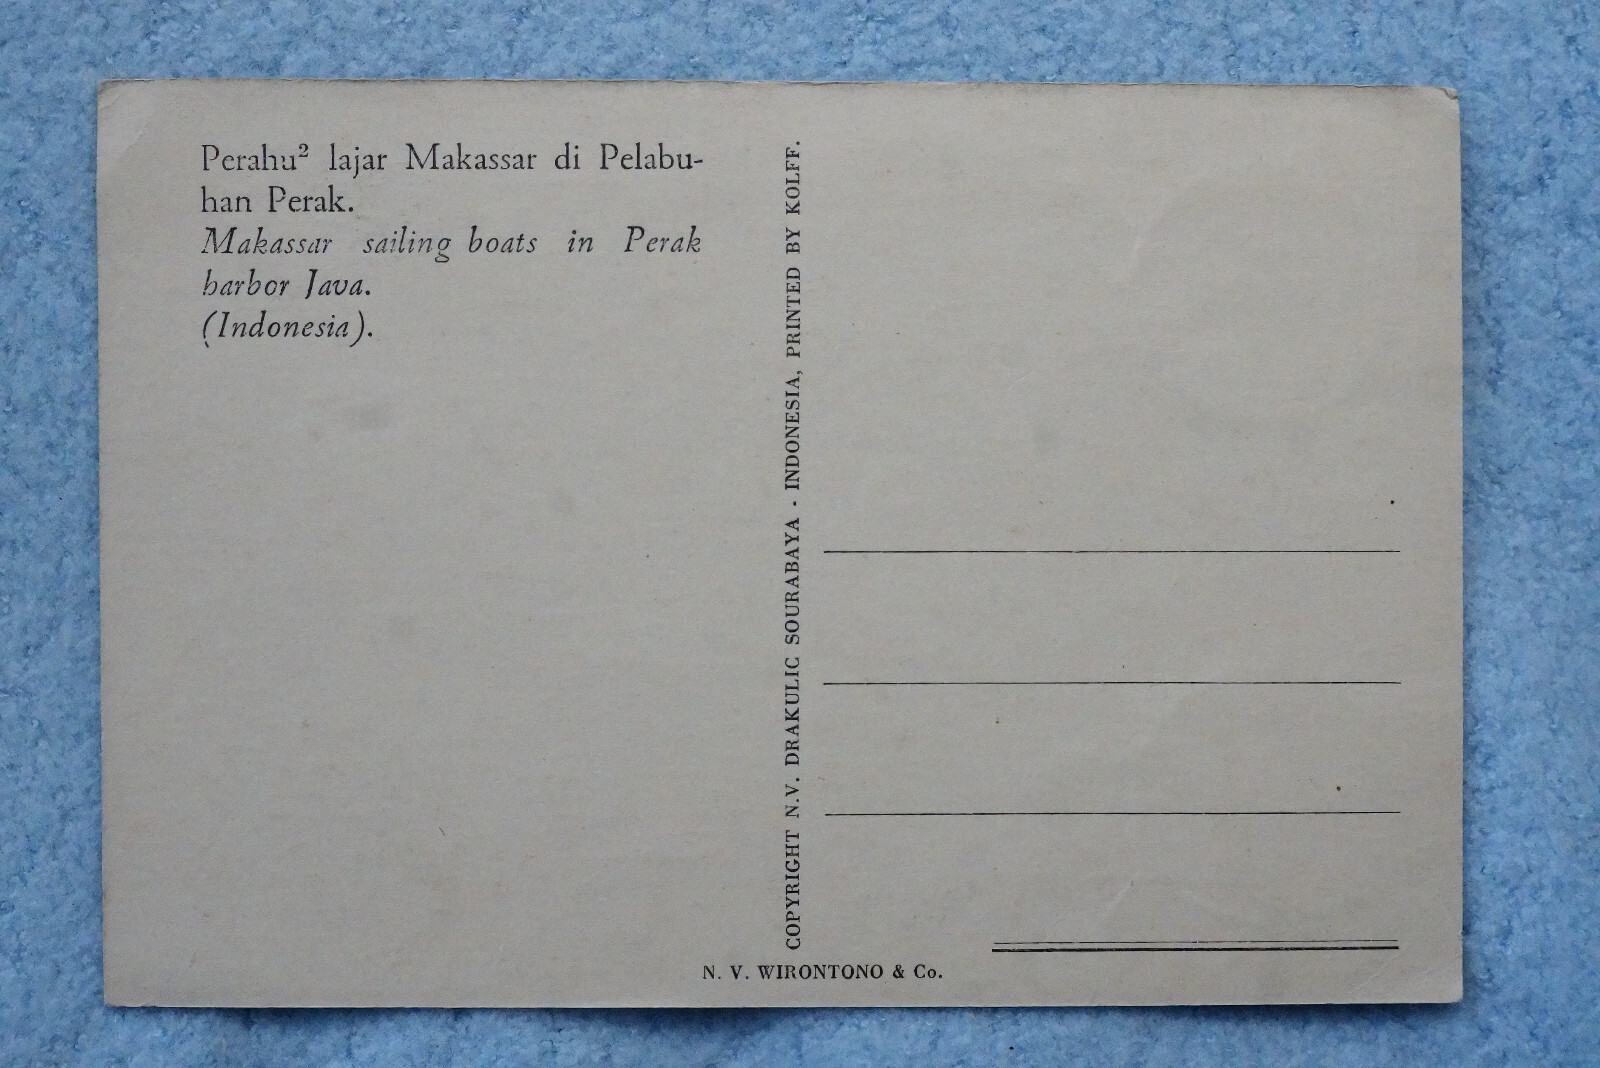 Perahu² lajar Makassar di Pelabu-
han Perak.
Makassar sailing boats in Perak
harbor Java.
(Indonesia).
COPYRIGHT N.V. DRAKULIC SOURABAYA - INDONESIA, PRINTED BY KOLFF.
N. V. WIRONTONO & Co.